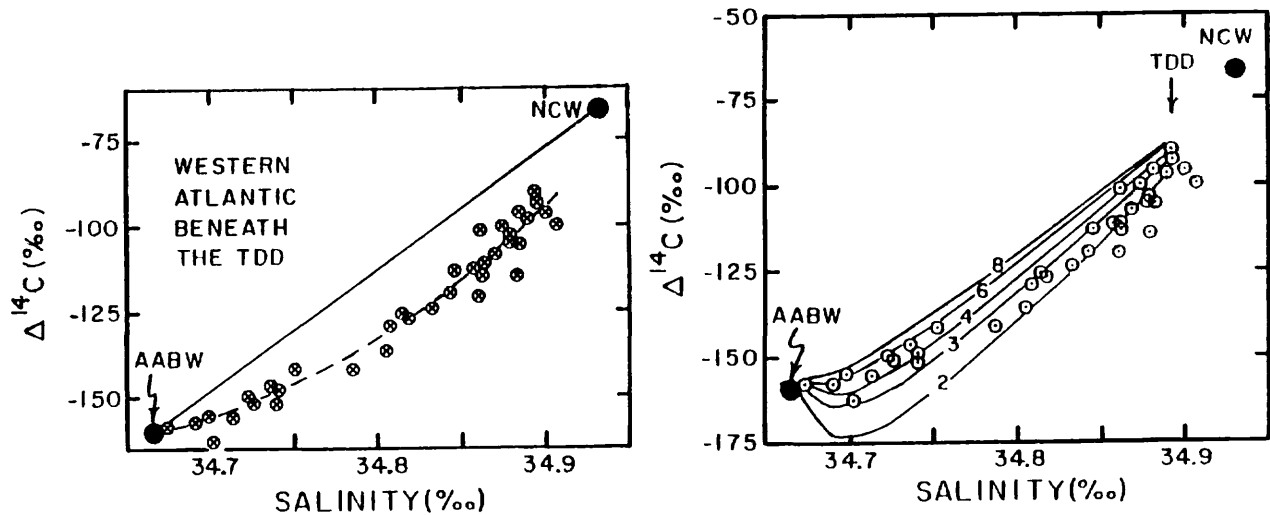 NCW
-75
WESTERN
ATLANTIC
BENEATH
THE TDD
-100
-125
AABW
-150
Δ¹⁴C (‰)
34.7
34.8
34.9
SALINITY(‰)
-50
NCW
TDD
-75
-100
-125
AABW
8
6
4
3
2
-150
-175
Δ¹⁴C (‰)
34.7
34.8
34.9
SALINITY(‰)